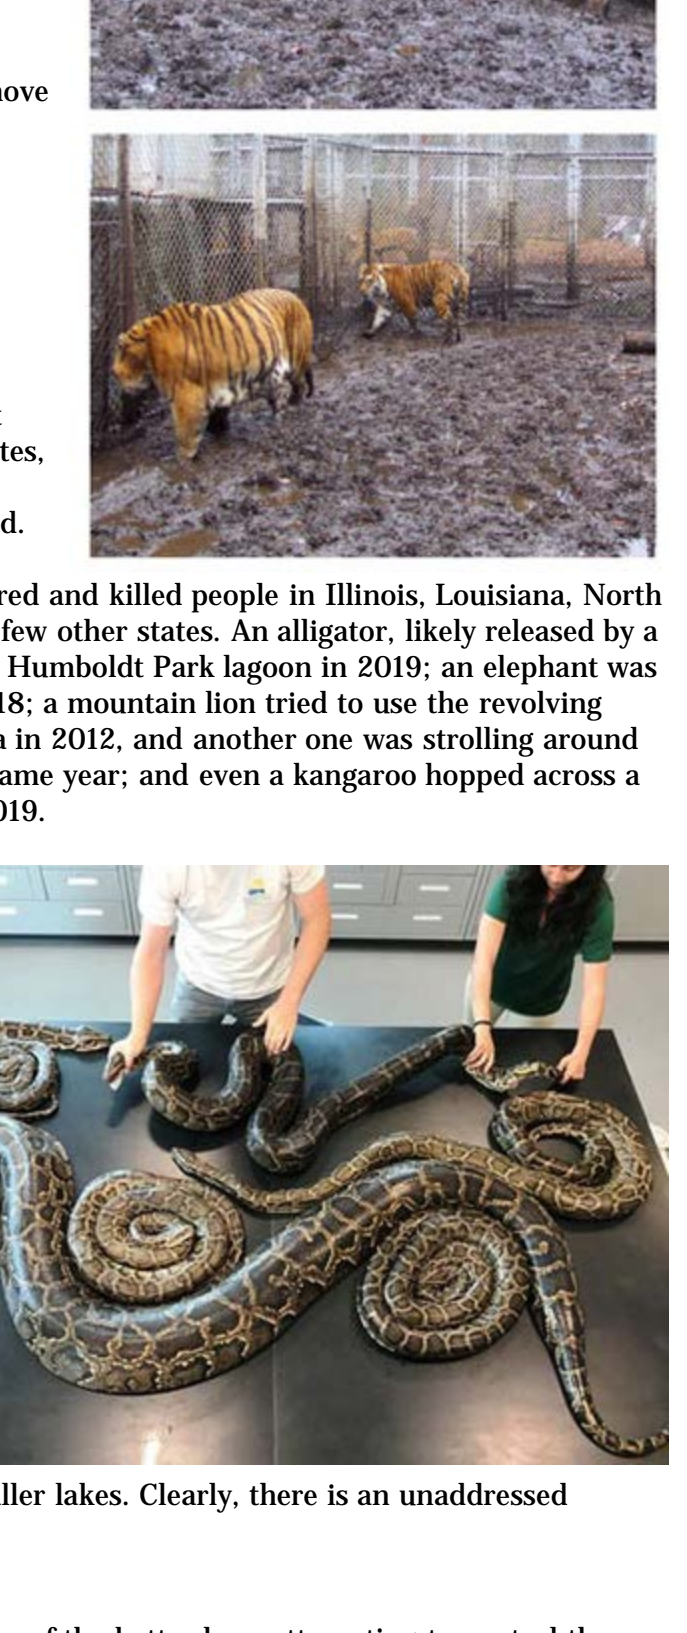 tes,
d.
red and killed people in Illinois, Louisiana, North
few other states. An alligator, likely released by a
Humboldt Park lagoon in 2019; an elephant was
18; a mountain lion tried to use the revolving
a in 2012, and another one was strolling around
ame year; and even a kangaroo hopped across a
019.
ller lakes. Clearly, there is an unaddressed